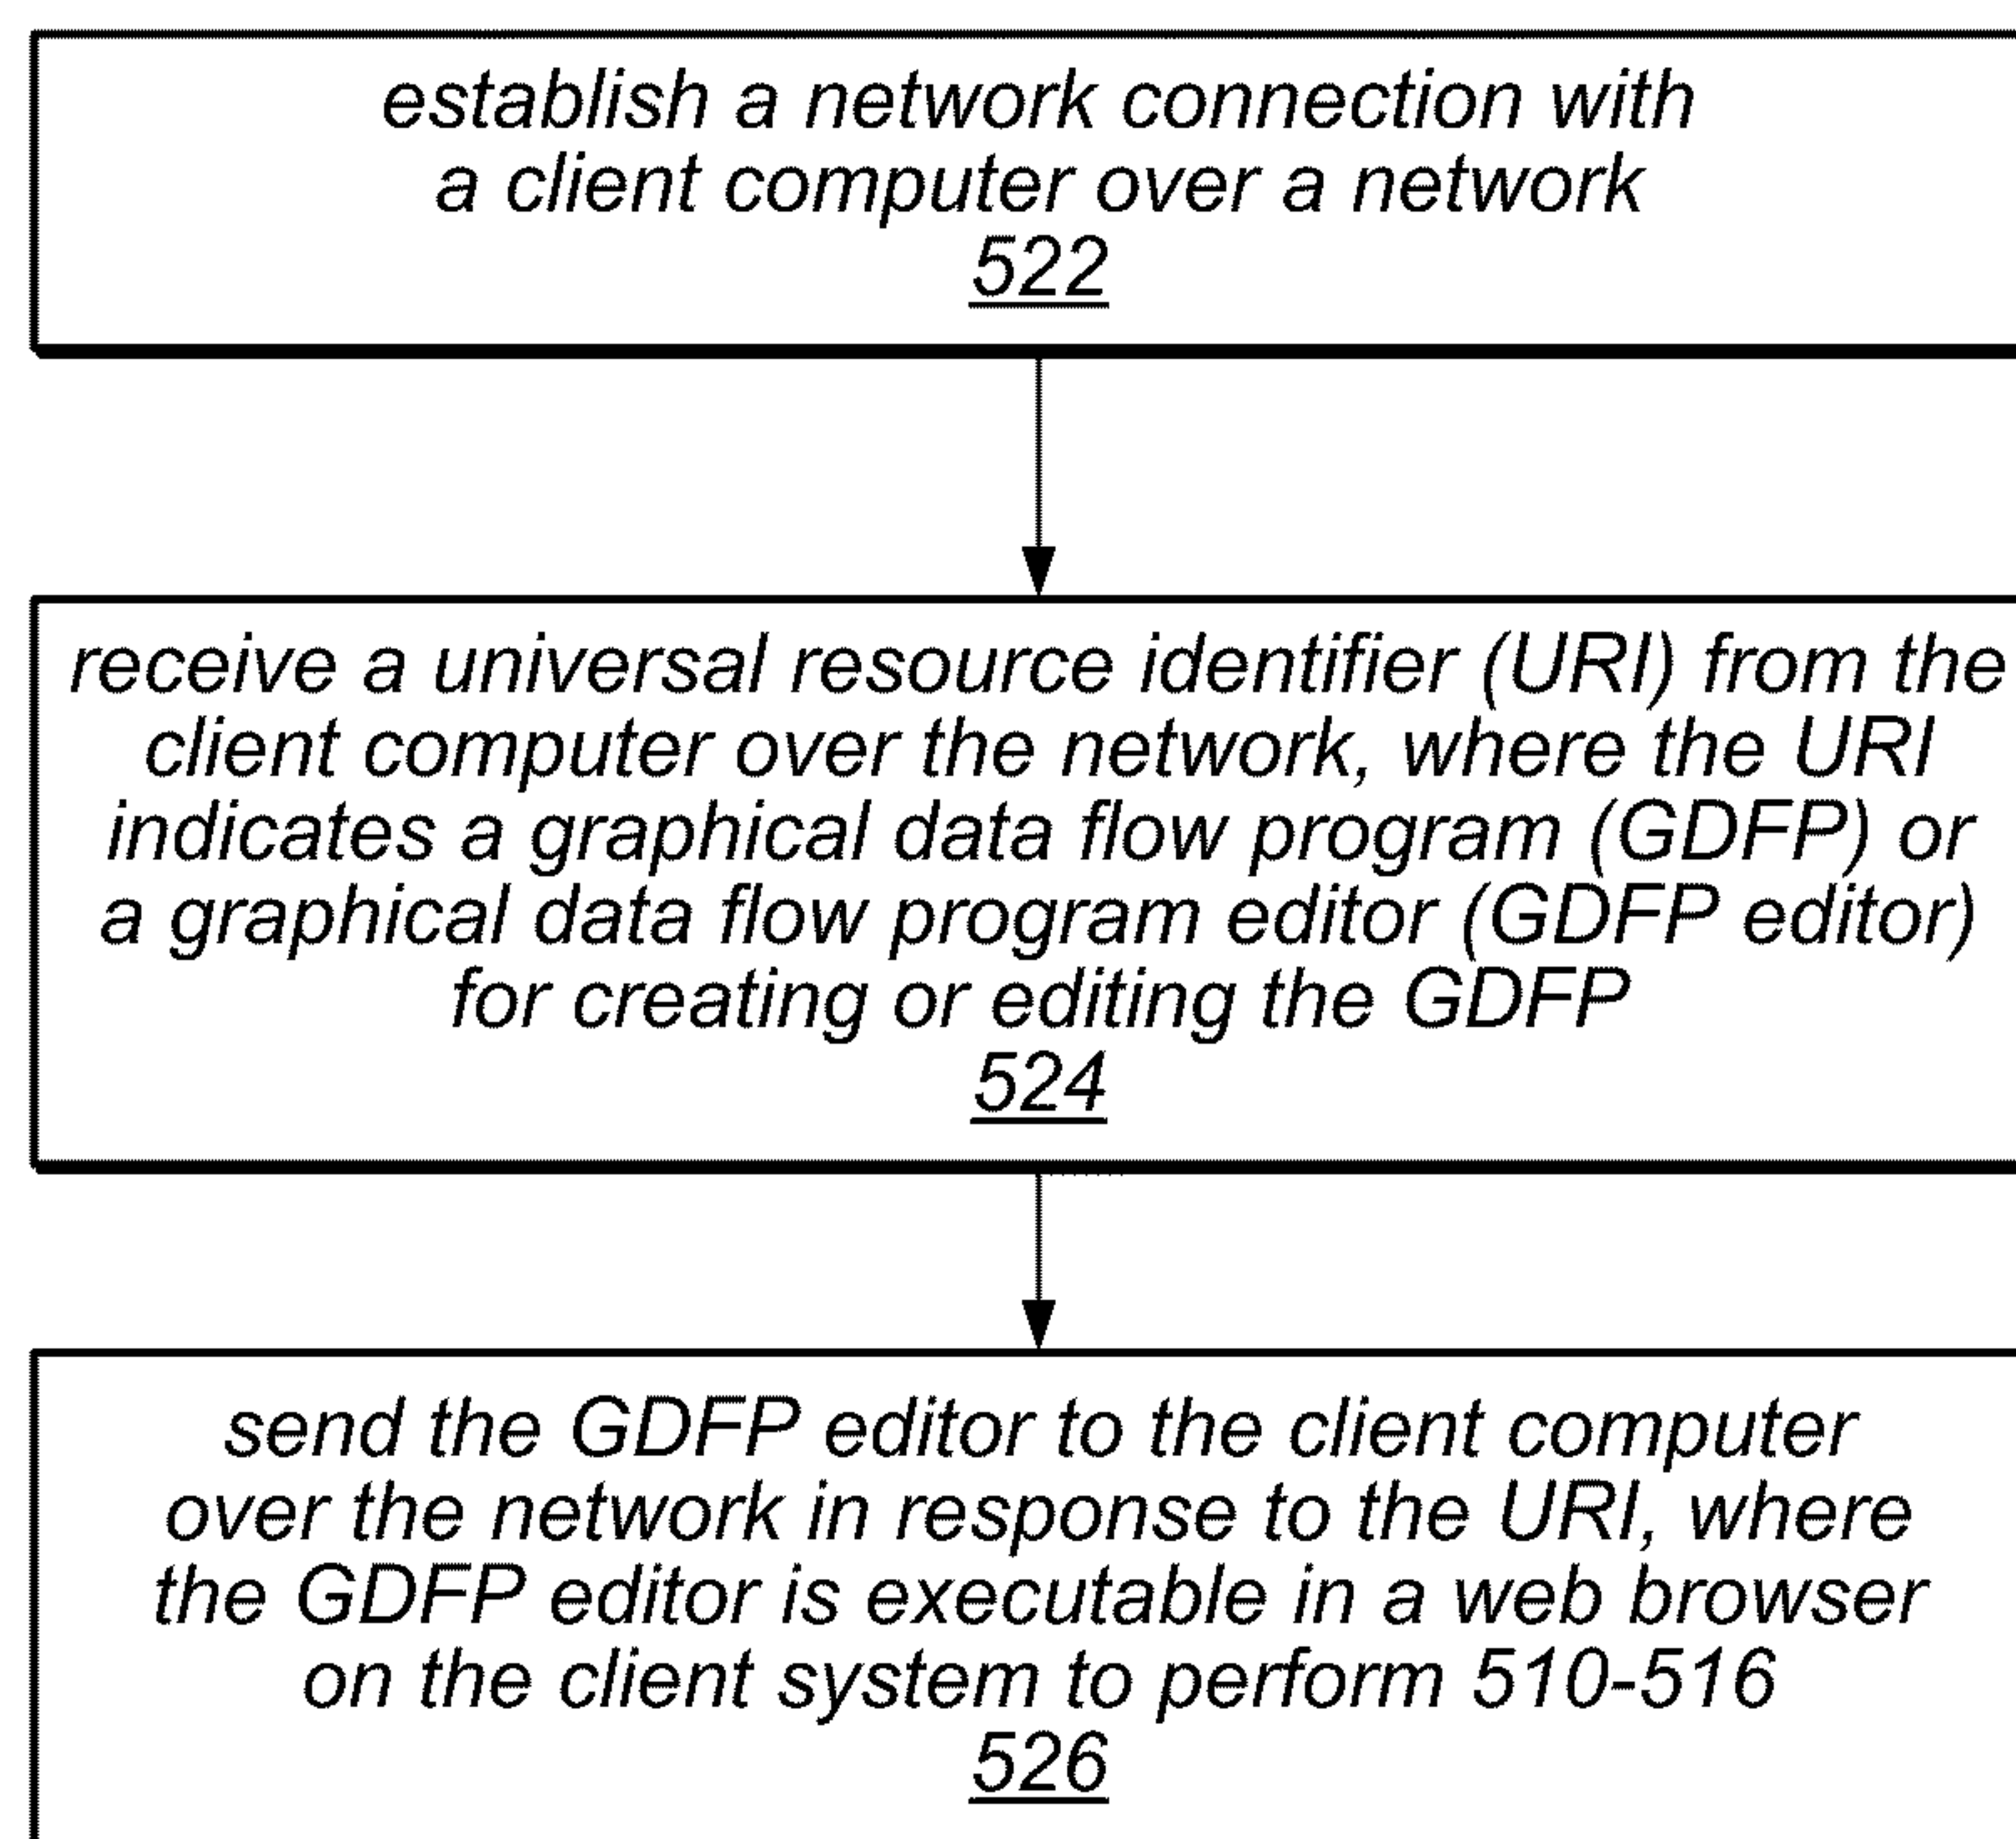 establish a network connection with
a client computer over a network
522
receive a universal resource identifier (URI) from the
client computer over the network, where the URI
indicates a graphical data flow program (GDFP) or
a graphical data flow program editor (GDFP editor)
for creating or editing the GDFP
524
send the GDFP editor to the client computer
over the network in response to the URI, where
the GDFP editor is executable in a web browser
on the client system to perform 510-516
526